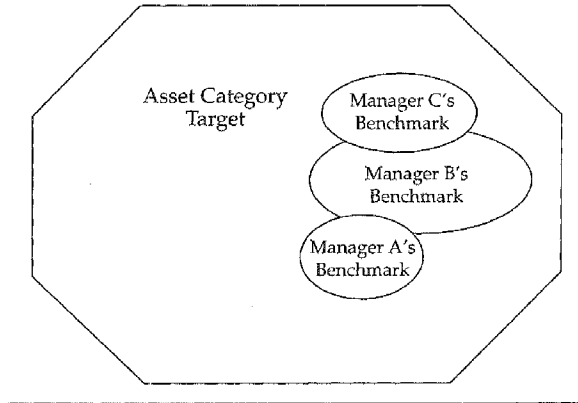 Asset Category
Target
Manager C's
Benchmark
Manager B's
Benchmark
Manager A's
Benchmark